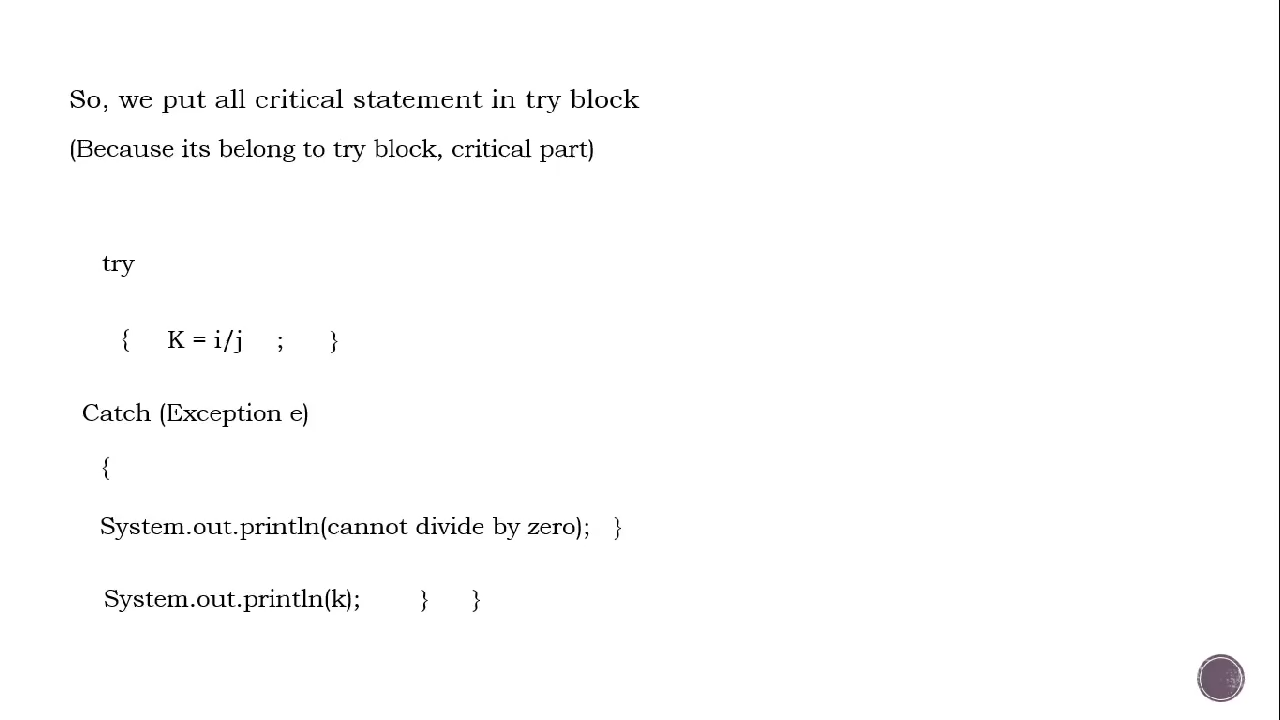 So, we put all critical statement in try block
(Because its belong to try block, critical part)
try
{ K = i/j ; }
Catch (Exception e)
{
System.out.println(cannot divide by zero); }
System.out.println(k); } }